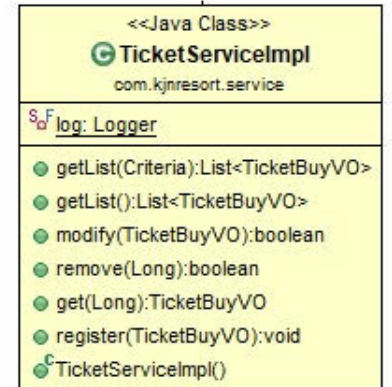 <<Java Class>>
C TicketServiceImpl
com.kjnresort.service
S F log: Logger
getList(Criteria):List<TicketBuyVO>
getList():List<TicketBuyVO>
modify(TicketBuyVO):boolean
remove(Long):boolean
get(Long):TicketBuyVO
register(TicketBuyVO):void
C TicketServiceImpl()